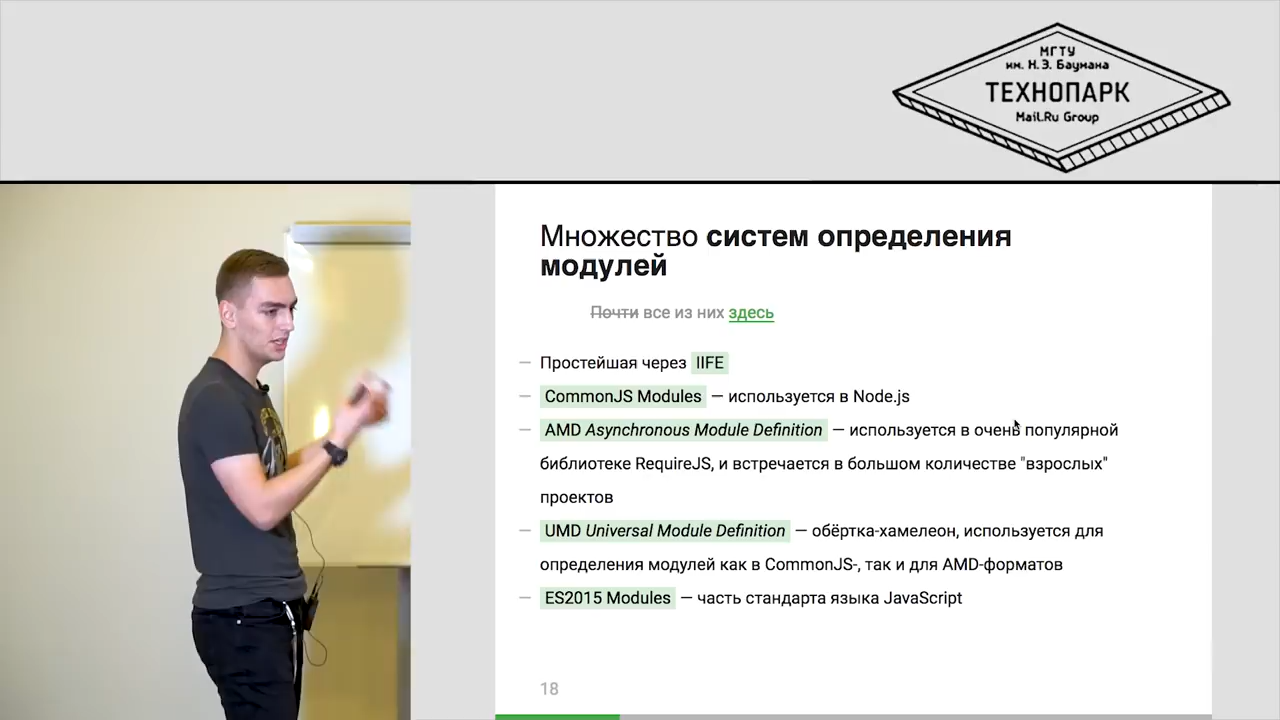 МГТУ
им. Н.Э. Баумана
ТЕХНОПАРК
Mail.Ru Group
Множество систем определения
модулей
Почти все из них здесь
— Простейшая через IIFE
— CommonJS Modules — используется в Node.js
— AMD Asynchronous Module Definition — используется в очень популярной
библиотеке RequireJS, и встречается в большом количестве "взрослых"
проектов
— UMD Universal Module Definition — обёртка-хамелеон, используется для
определения модулей как в CommonJS-, так и для AMD-форматов
— ES2015 Modules — часть стандарта языка JavaScript
18